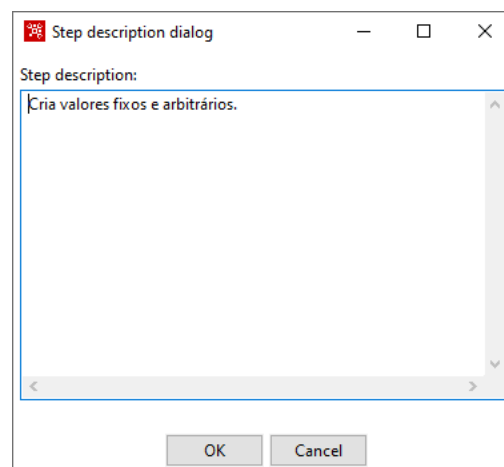 Step description dialog
Step description:
Cria valores fixos e arbitrários.
OK
Cancel